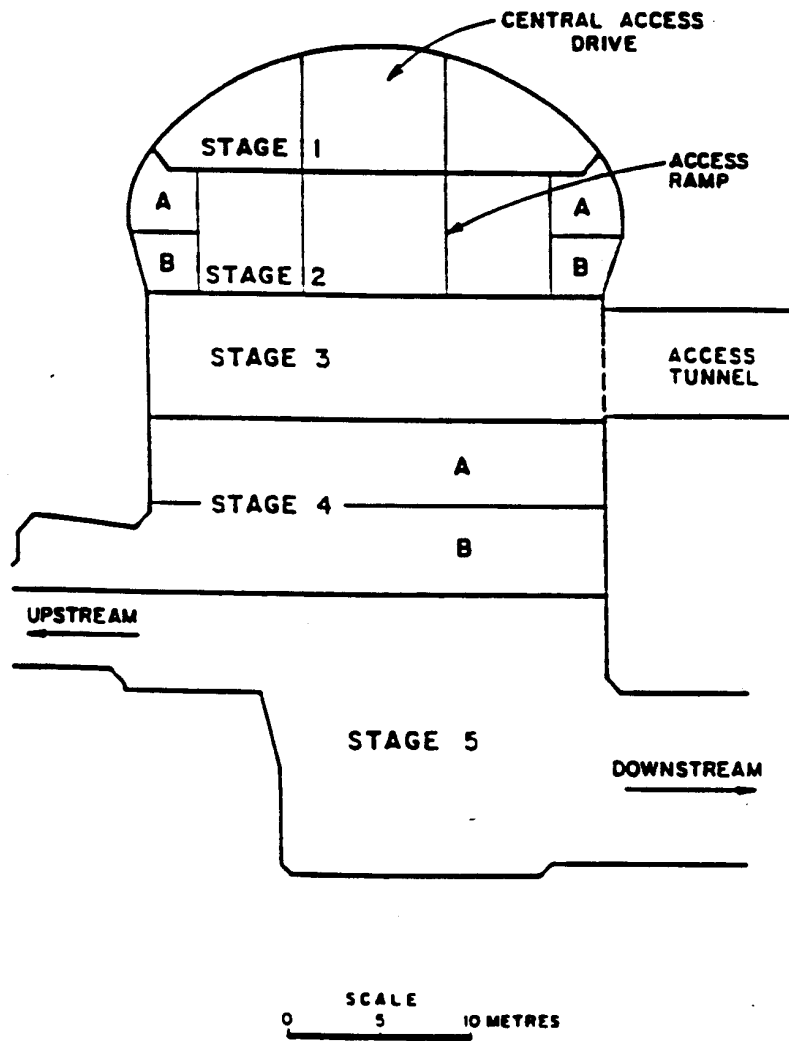 CENTRAL ACCESS
DRIVE
STAGE 1
ACCESS
RAMP
A
A
B
B
STAGE 2
STAGE 3
ACCESS
TUNNEL
A
STAGE 4
B
UPSTREAM
STAGE 5
DOWNSTREAM
SCALE
0 5 10 METRES